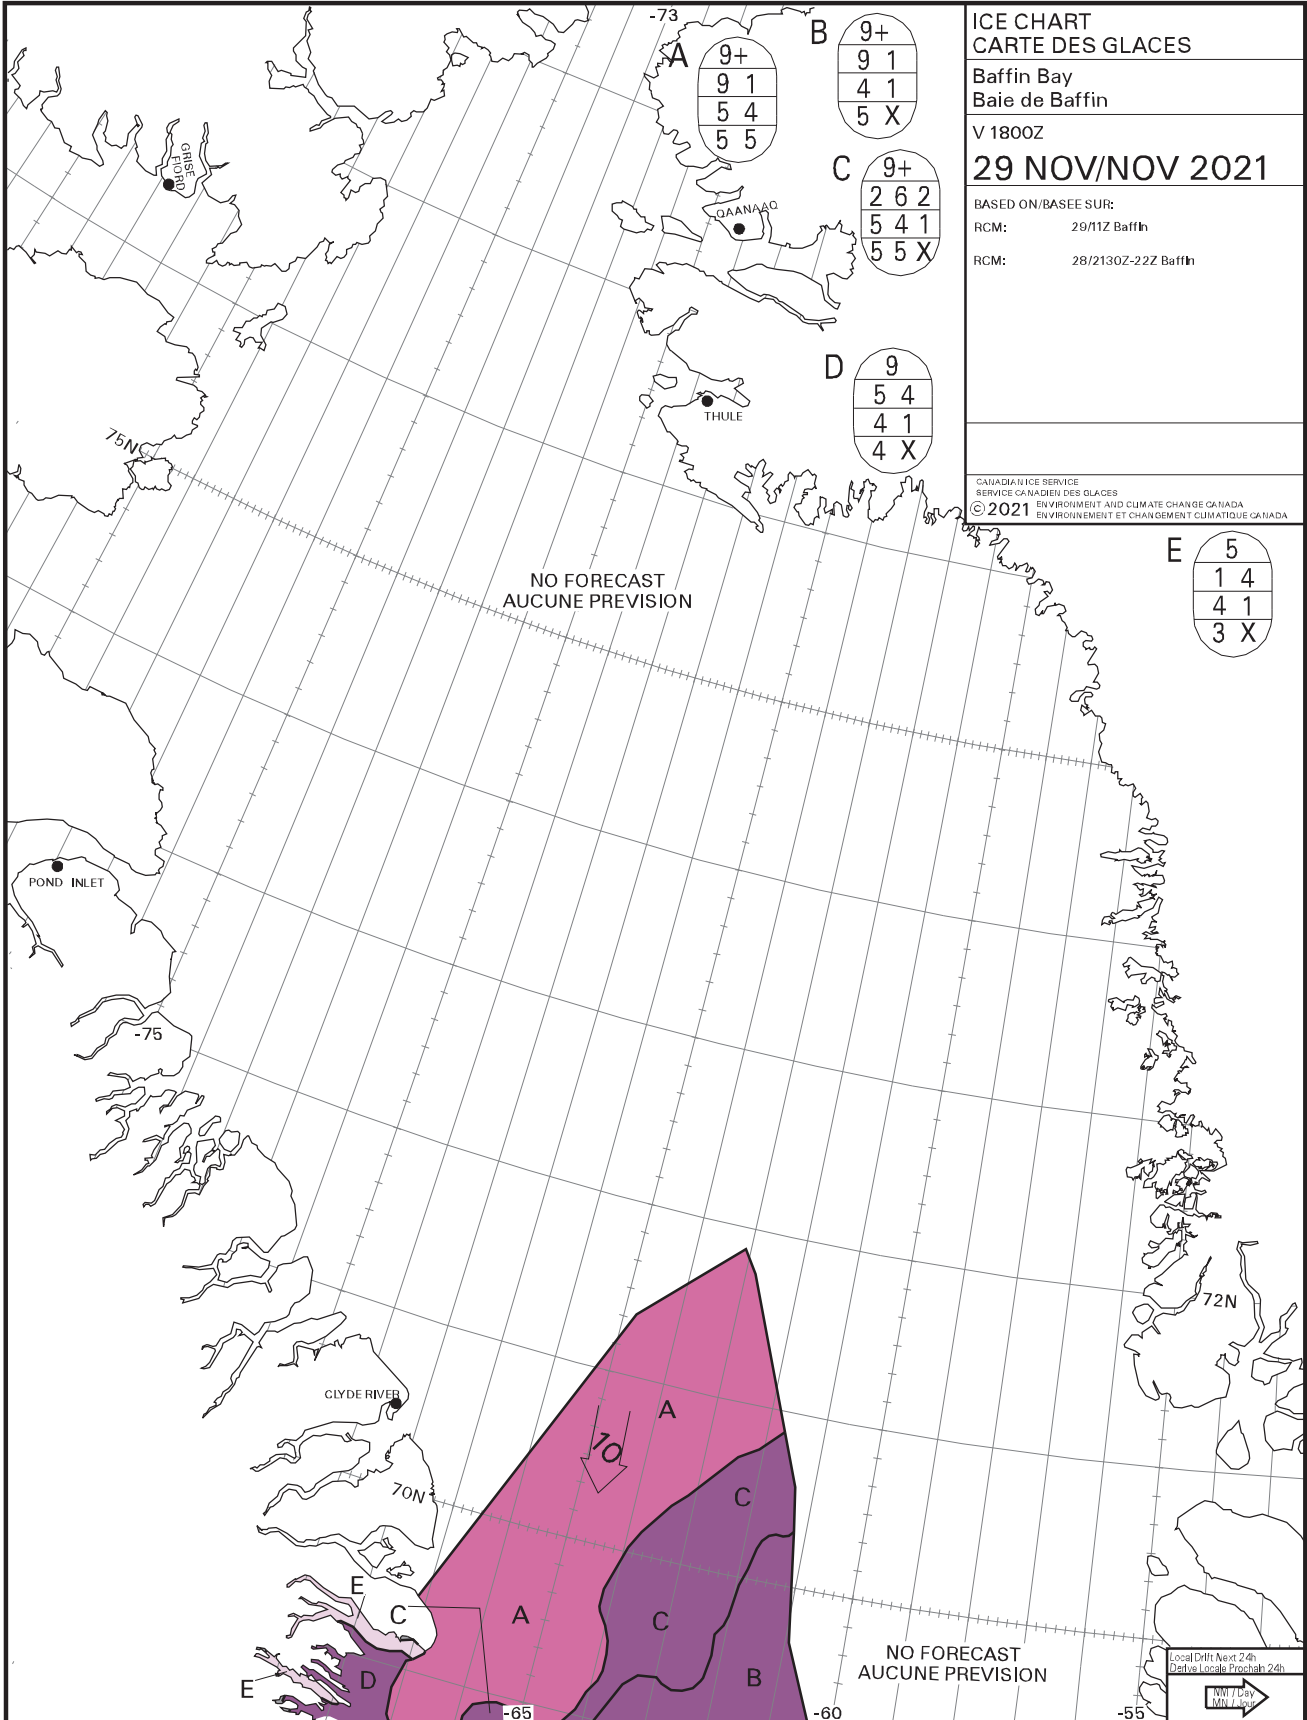 -73
A
9+
9 1
5 4
5 5
B
9+
9 1
4 1
5 X
C
9+
2 6 2
5 4 1
5 5 X
D
9
5 4
4 1
4 X
ICE CHART
CARTE DES GLACES
Baffin Bay
Baie de Baffin
V 1800Z
29 NOV/NOV 2021
BASED ON/BASEE SUR:
RCM: 29/11Z Baffin
RCM: 28/2130Z-22Z Baffin
CANADIAN ICE SERVICE
SERVICE CANADIEN DES GLACES
© 2021 ENVIRONMENT AND CLIMATE CHANGE CANADA
ENVIRONNEMENT ET CHANGEMENT CLIMATIQUE CANADA
E
5
1 4
4 1
3 X
GRISE
FIORD
QAANAAQ
THULE
75N
NO FORECAST
AUCUNE PREVISION
POND INLET
-75
72N
CLYDE RIVER
A
10
70N
C
E
C
A
C
D
E
B
NO FORECAST
AUCUNE PREVISION
-65
-60
-55
Local Drift Next 24h
Derive Locale Prochain 24h
NM / Day
MN / Jour